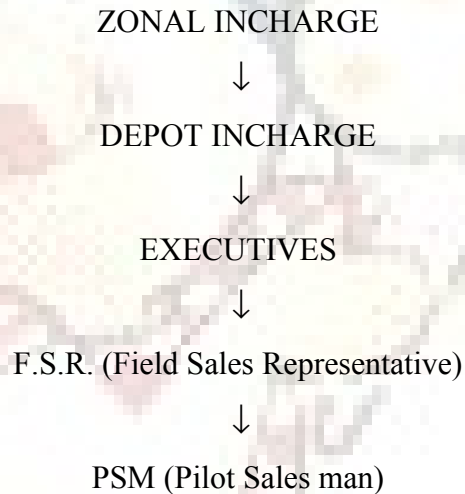 ZONAL INCHARGE
↓
DEPOT INCHARGE
↓
EXECUTIVES
↓
F.S.R. (Field Sales Representative)
↓
PSM (Pilot Sales man)